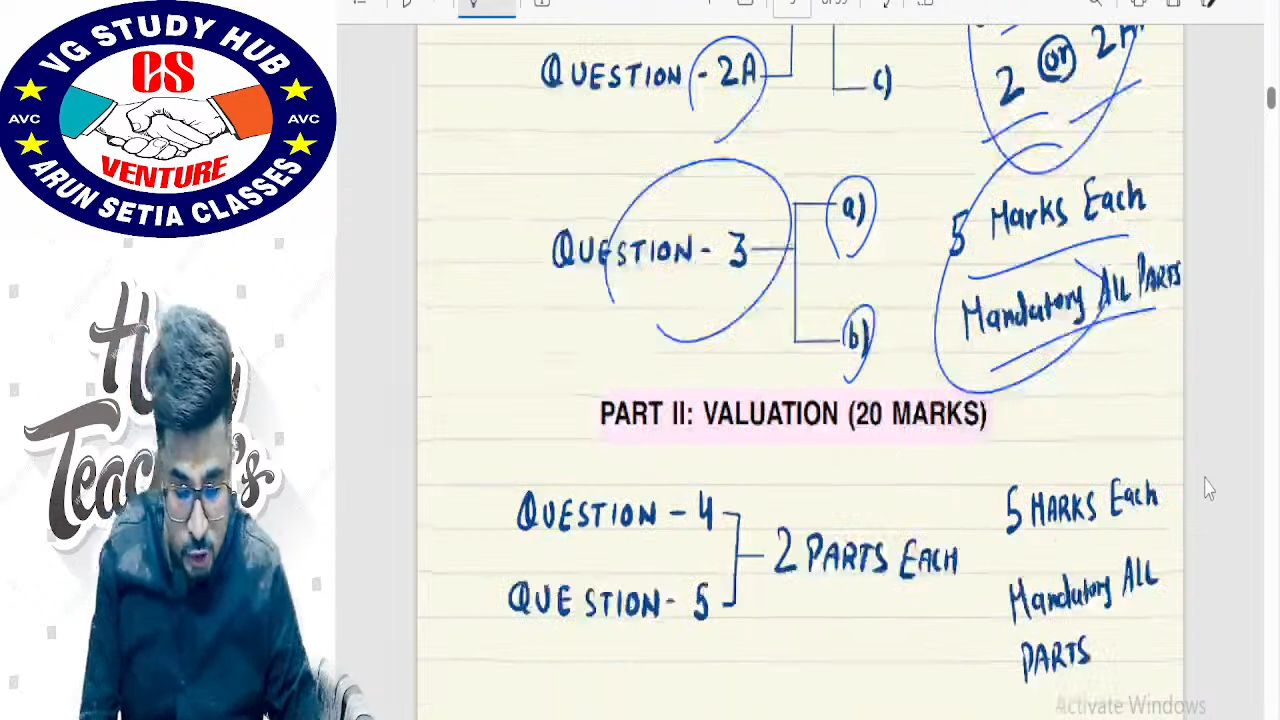 VG STUDY HUB
CS
AVC
AVC
VENTURE
ARUN SETIA CLASSES
QUESTION - 2A
c)
2 or 2A
QUESTION - 3
a)
b)
5 Marks Each
Mandatory ALL PARTS
PART II: VALUATION (20 MARKS)
QUESTION - 4
QUESTION - 5
2 PARTS EACH
5 MARKS Each
Mandatory ALL
PARTS
Activate Windows